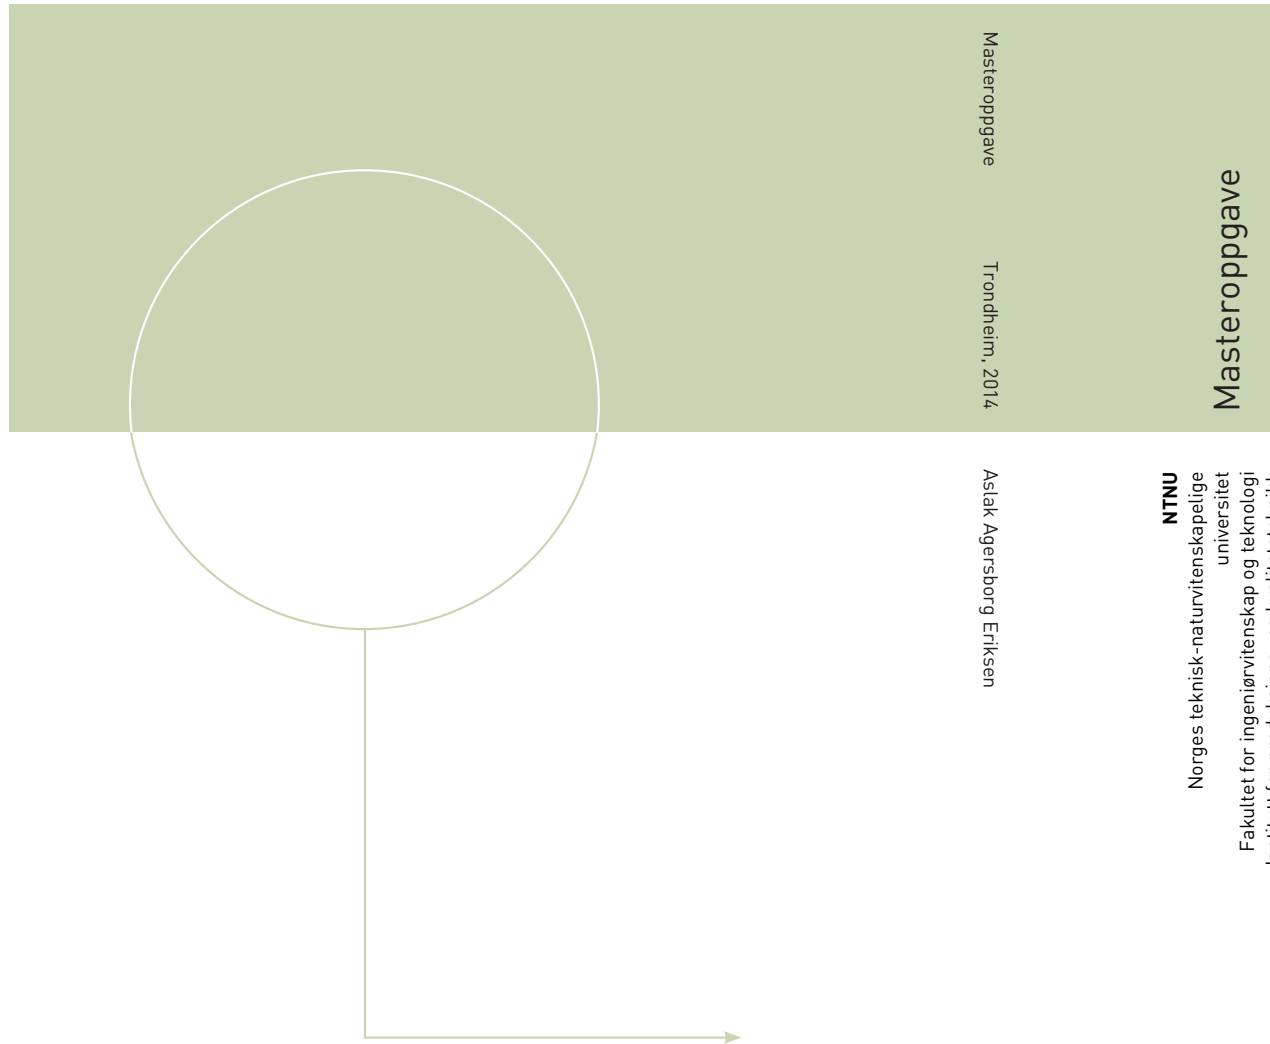 Masteroppgave
Trondheim, 2014
Aslak Agersborg Eriksen
Masteroppgave
NTNU
Norges teknisk-naturvitenskapelige
universitet
Fakultet for ingeniørvitenskap og teknologi